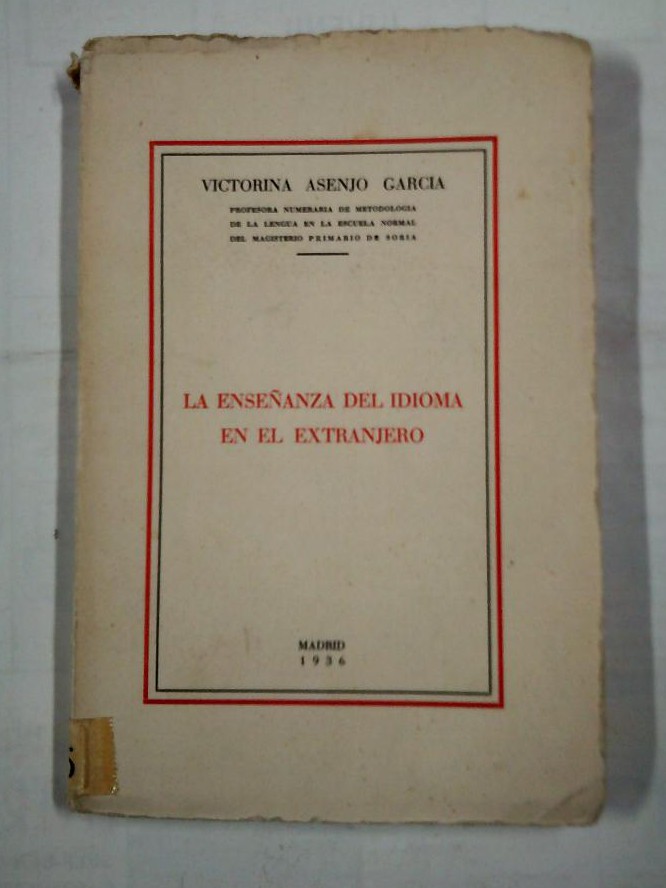 VICTORINA ASENJO GARCIA
PROFESORA NUMERARIA DE METODOLOGIA
DE LA LENGUA EN LA ESCUELA NORMAL
DEL MAGISTERIO PRIMARIO DE SORIA
LA ENSEÑANZA DEL IDIOMA
EN EL EXTRANJERO
MADRID
1936